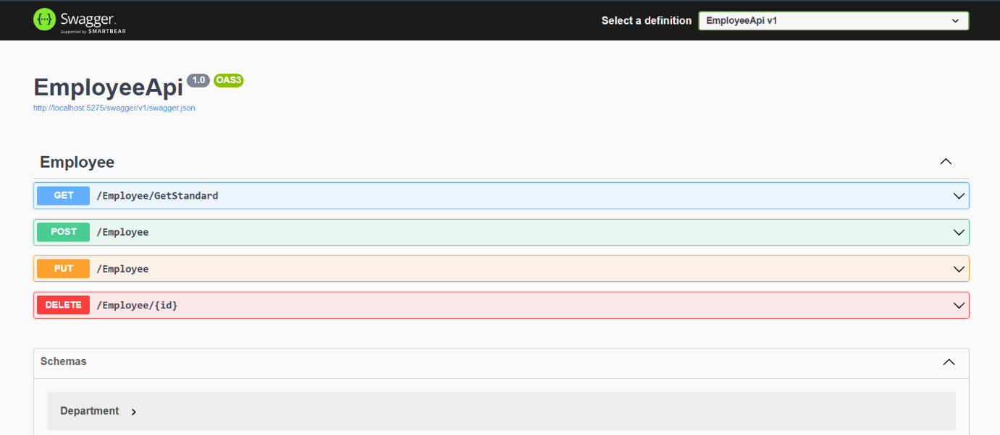 {··} Swagger.
Supported by SMARTBEAR
Select a definition
EmployeeApi v1
EmployeeApi 1.0 OAS3
http://localhost:5275/swagger/v1/swagger.json
Employee
GET /Employee/GetStandard
POST /Employee
PUT /Employee
DELETE /Employee/{id}
Schemas
Department